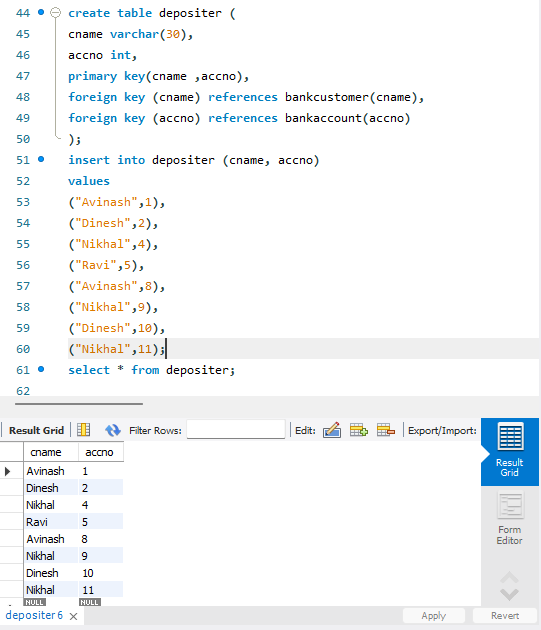 44 create table depositer (
45 cname varchar(30),
46 accno int,
47 primary key(cname ,accno),
48 foreign key (cname) references bankcustomer(cname),
49 foreign key (accno) references bankaccount(accno)
50 );
51 insert into depositer (cname, accno)
52 values
53 ("Avinash",1),
54 ("Dinesh",2),
55 ("Nikhal",4),
56 ("Ravi",5),
57 ("Avinash",8),
58 ("Nikhal",9),
59 ("Dinesh",10),
60 ("Nikhal",11);
61 select * from depositer;
62
Result Grid Filter Rows: Edit: Export/Import:
Result Grid
Form Editor
cname accno
Avinash 1
Dinesh 2
Nikhal 4
Ravi 5
Avinash 8
Nikhal 9
Dinesh 10
Nikhal 11
NULL NULL
depositer 6 × Apply Revert